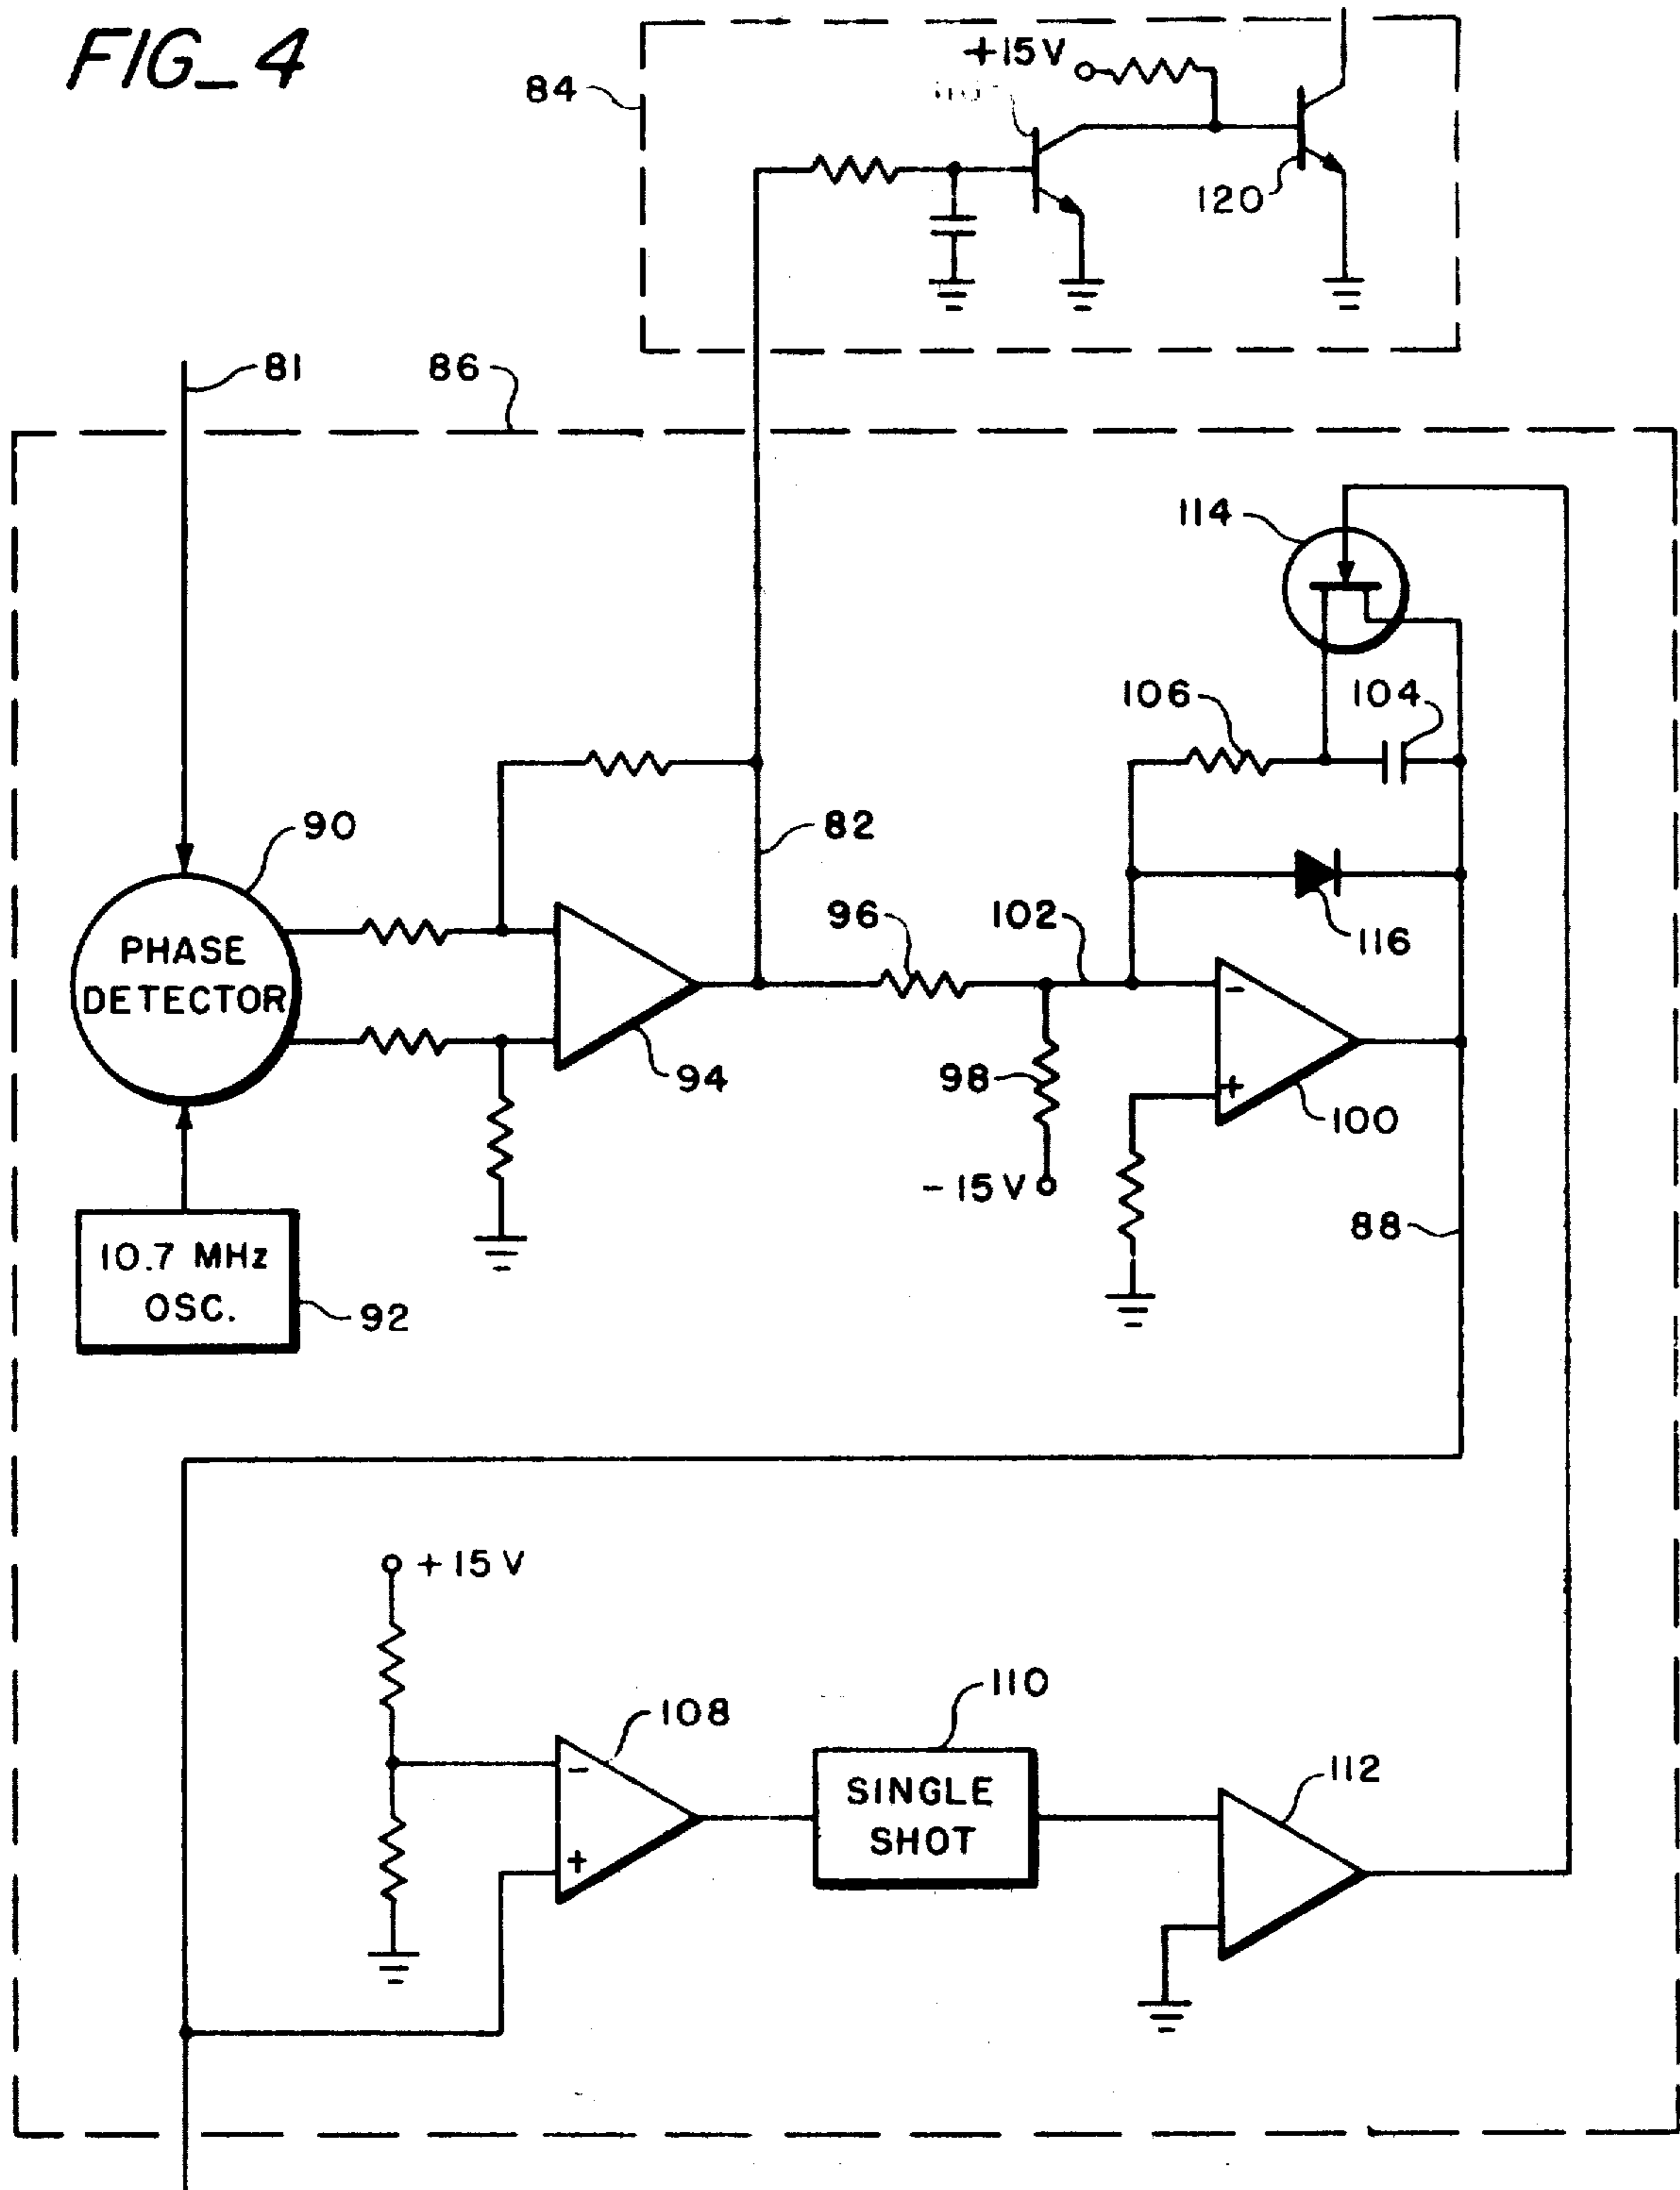 FIG_4
+15V
84
120
81
86
114
106
104
90
82
96
102
116
PHASE
DETECTOR
94
98
100
-15V
88
10.7 MHz
OSC.
92
+15V
108
110
SINGLE
SHOT
112
-
+
-
+